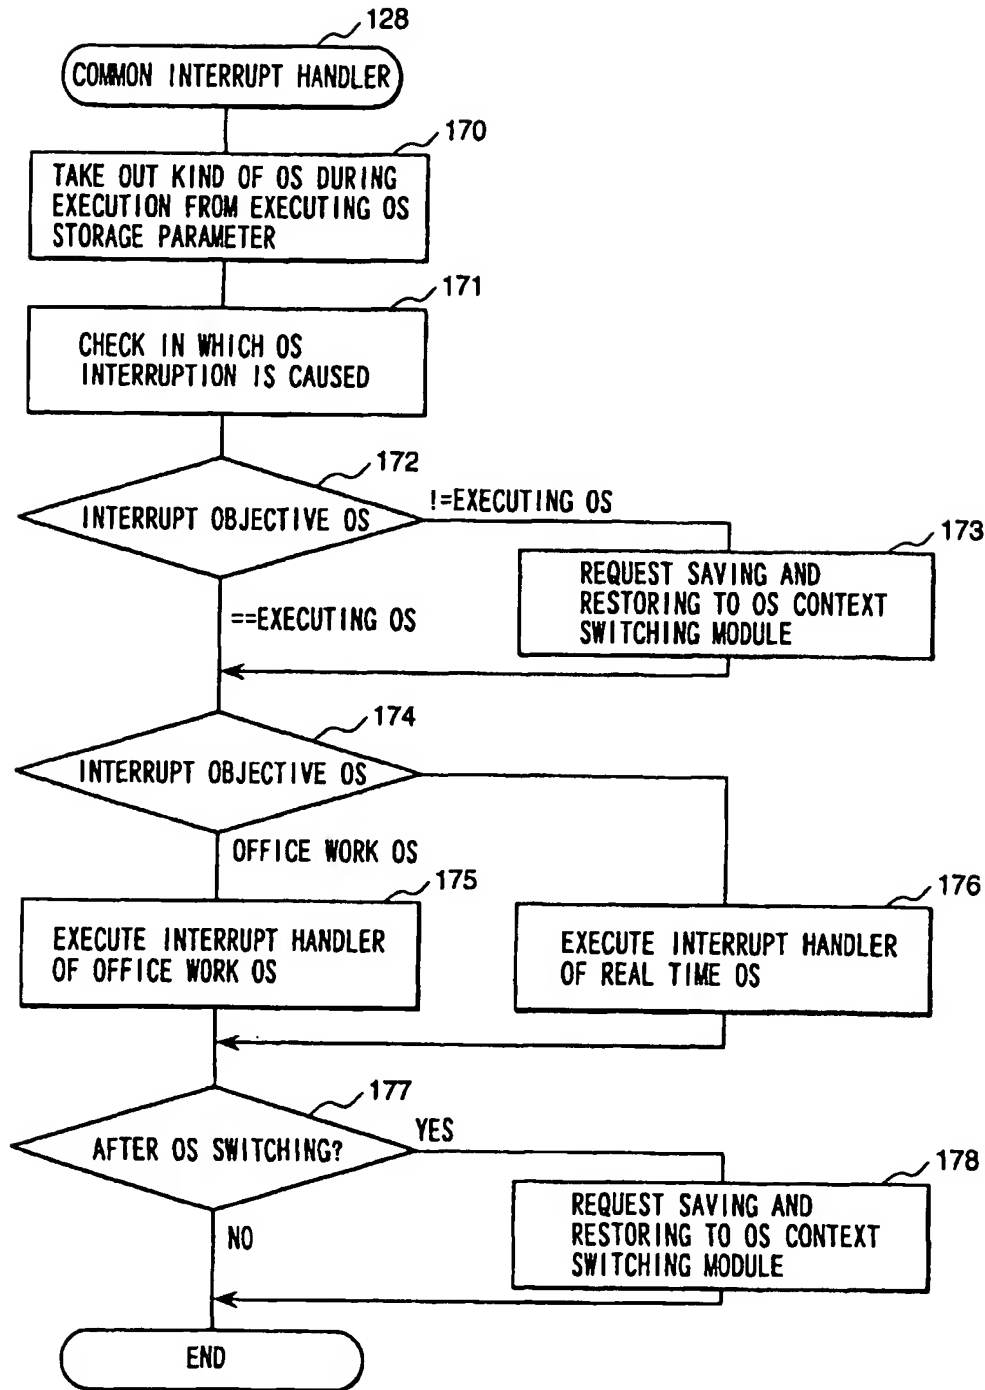 128
COMMON INTERRUPT HANDLER
170
TAKE OUT KIND OF OS DURING
EXECUTION FROM EXECUTING OS
STORAGE PARAMETER
171
CHECK IN WHICH OS
INTERRUPTION IS CAUSED
172
INTERRUPT OBJECTIVE OS
!=EXECUTING OS
173
REQUEST SAVING AND
RESTORING TO OS CONTEXT
SWITCHING MODULE
==EXECUTING OS
174
INTERRUPT OBJECTIVE OS
OFFICE WORK OS
175
EXECUTE INTERRUPT HANDLER
OF OFFICE WORK OS
176
EXECUTE INTERRUPT HANDLER
OF REAL TIME OS
177
AFTER OS SWITCHING?
YES
178
REQUEST SAVING AND
RESTORING TO OS CONTEXT
SWITCHING MODULE
NO
END